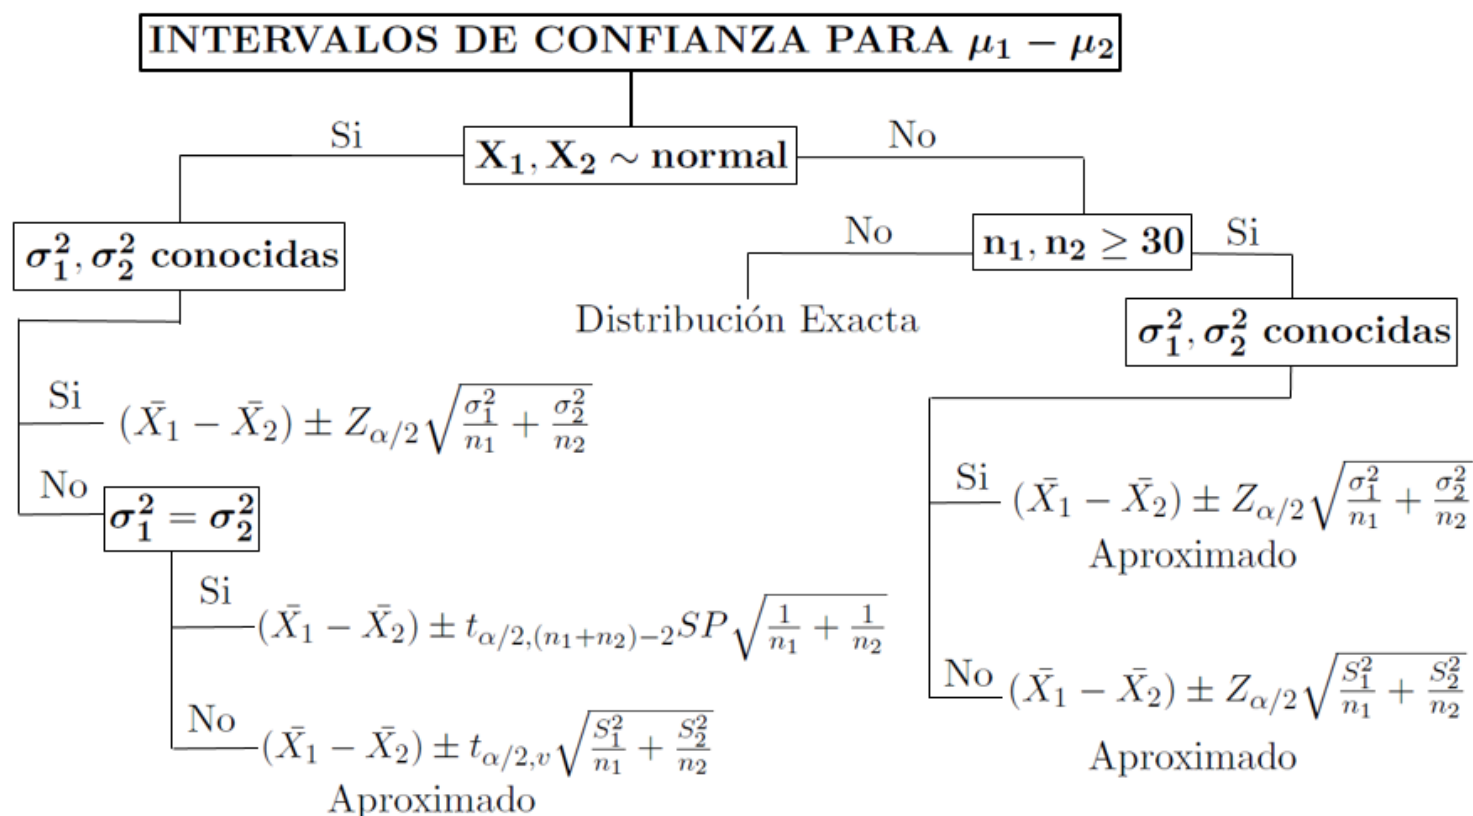 INTERVALOS DE CONFIANZA PARA μ₁ − μ₂
Si
X₁, X₂ ∼ normal
No
σ₁², σ₂² conocidas
No
n₁, n₂ ≥ 30
Si
Distribución Exacta
σ₁², σ₂² conocidas
Si
(X̄₁ − X̄₂) ± Z_{α/2} √(σ₁²/n₁ + σ₂²/n₂)
No
σ₁² = σ₂²
Si
(X̄₁ − X̄₂) ± t_{α/2,(n₁+n₂)−2} SP √(1/n₁ + 1/n₂)
No
(X̄₁ − X̄₂) ± t_{α/2,v} √(S₁²/n₁ + S₂²/n₂)
Aproximado
Si
(X̄₁ − X̄₂) ± Z_{α/2} √(σ₁²/n₁ + σ₂²/n₂)
Aproximado
No
(X̄₁ − X̄₂) ± Z_{α/2} √(S₁²/n₁ + S₂²/n₂)
Aproximado